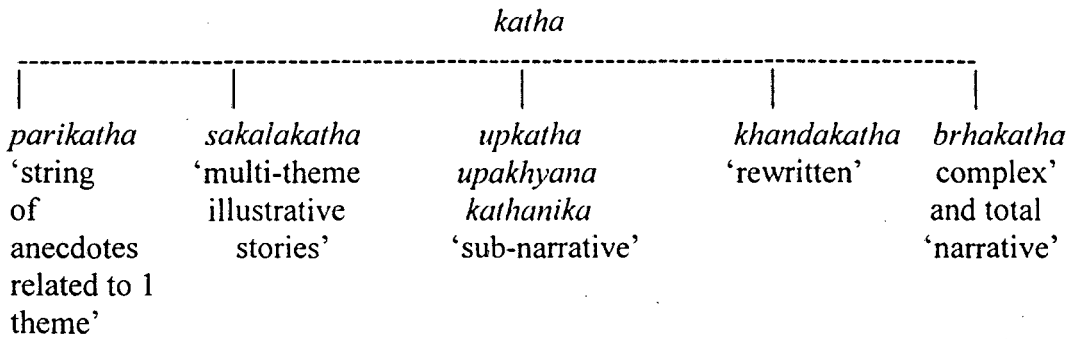 katha
parikatha sakalakatha upkatha khandakatha brhakatha
'string 'multi-theme upakhyana 'rewritten' complex'
of illustrative kathanika and total
anecdotes stories' 'sub-narrative' 'narrative'
related to 1
theme'